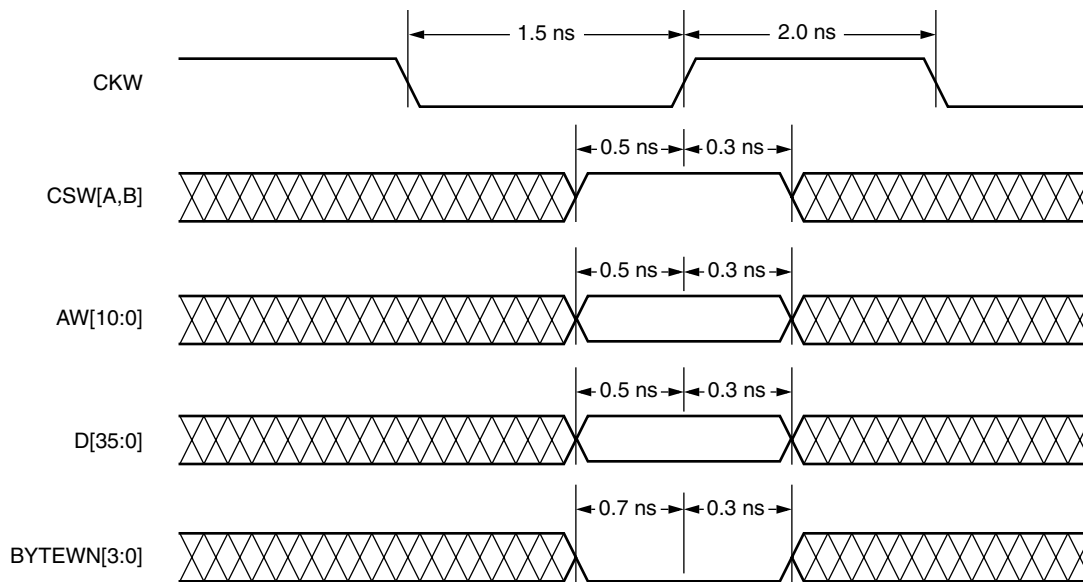 1.5 ns 2.0 ns
CKW
0.5 ns 0.3 ns
CSW[A,B]
0.5 ns 0.3 ns
AW[10:0]
0.5 ns 0.3 ns
D[35:0]
0.7 ns 0.3 ns
BYTEWN[3:0]